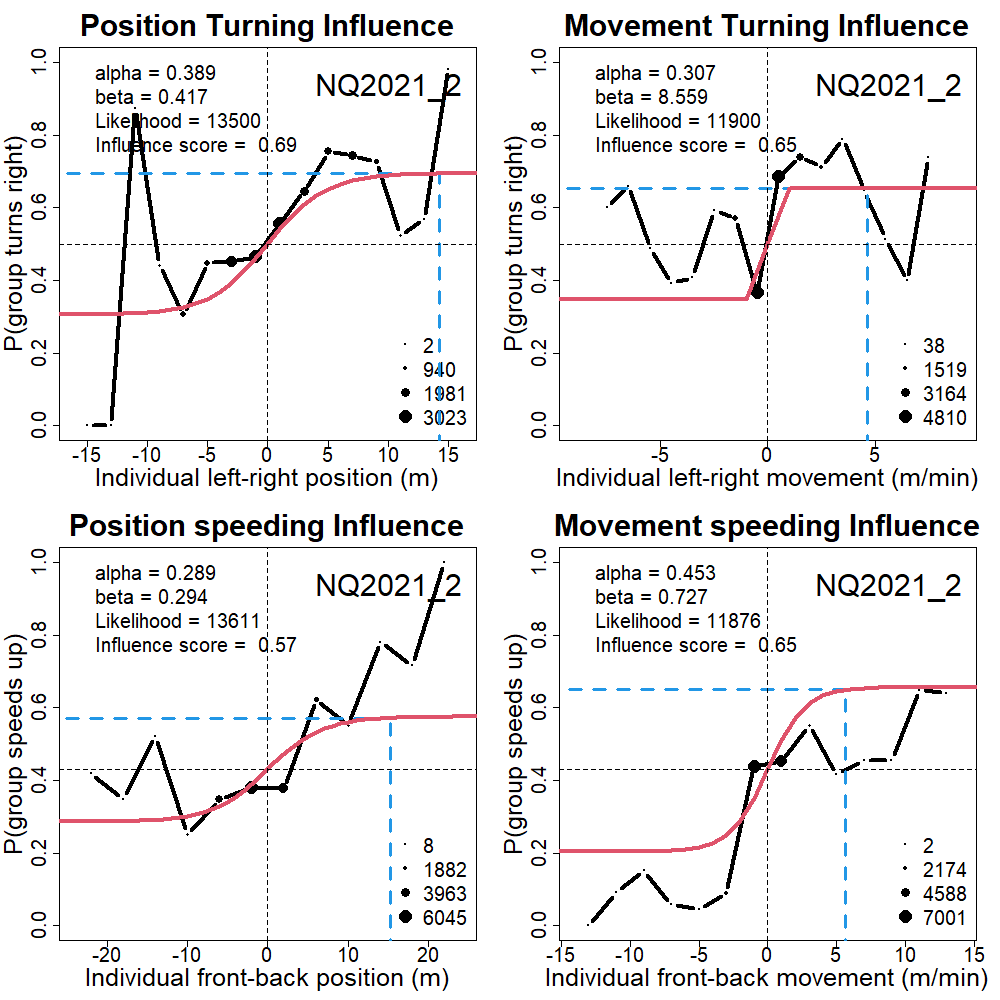 Position Turning Influence
alpha = 0.389
beta = 0.417
Likelihood = 13500
Influence score =  0.69
NQ2021_2
P(group turns right)
0.0
0.2
0.4
0.6
0.8
1.0
2
940
1981
3023
-15
-10
-5
0
5
10
15
Individual left-right position (m)
Movement Turning Influence
alpha = 0.307
beta = 8.559
Likelihood = 11900
Influence score =  0.65
NQ2021_2
P(group turns right)
0.0
0.2
0.4
0.6
0.8
1.0
38
1519
3164
4810
-5
0
5
Individual left-right movement (m/min)
Position speeding Influence
alpha = 0.289
beta = 0.294
Likelihood = 13611
Influence score =  0.57
NQ2021_2
P(group speeds up)
0.0
0.2
0.4
0.6
0.8
1.0
8
1882
3963
6045
-20
-10
0
10
20
Individual front-back position (m)
Movement speeding Influence
alpha = 0.453
beta = 0.727
Likelihood = 11876
Influence score =  0.65
NQ2021_2
P(group speeds up)
0.0
0.2
0.4
0.6
0.8
1.0
2
2174
4588
7001
-15
-10
-5
0
5
10
15
Individual front-back movement (m/min)